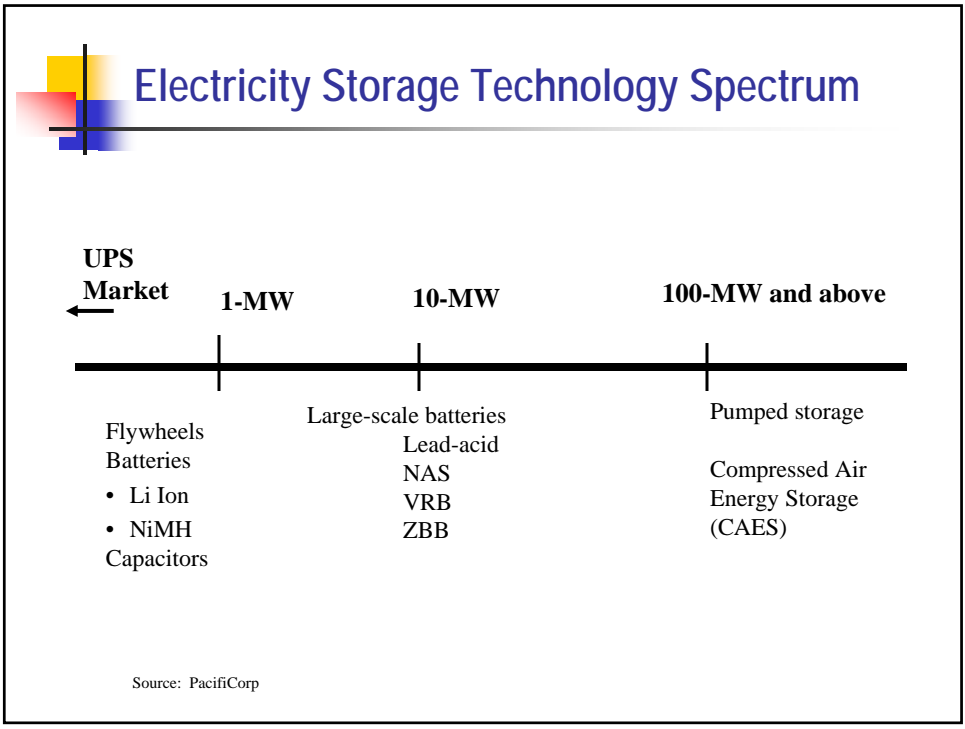 Electricity Storage Technology Spectrum
UPS
Market
1-MW
10-MW
100-MW and above
Flywheels
Batteries
• Li Ion
• NiMH
Capacitors
Large-scale batteries
Lead-acid
NAS
VRB
ZBB
Pumped storage
Compressed Air
Energy Storage
(CAES)
Source: PacifiCorp